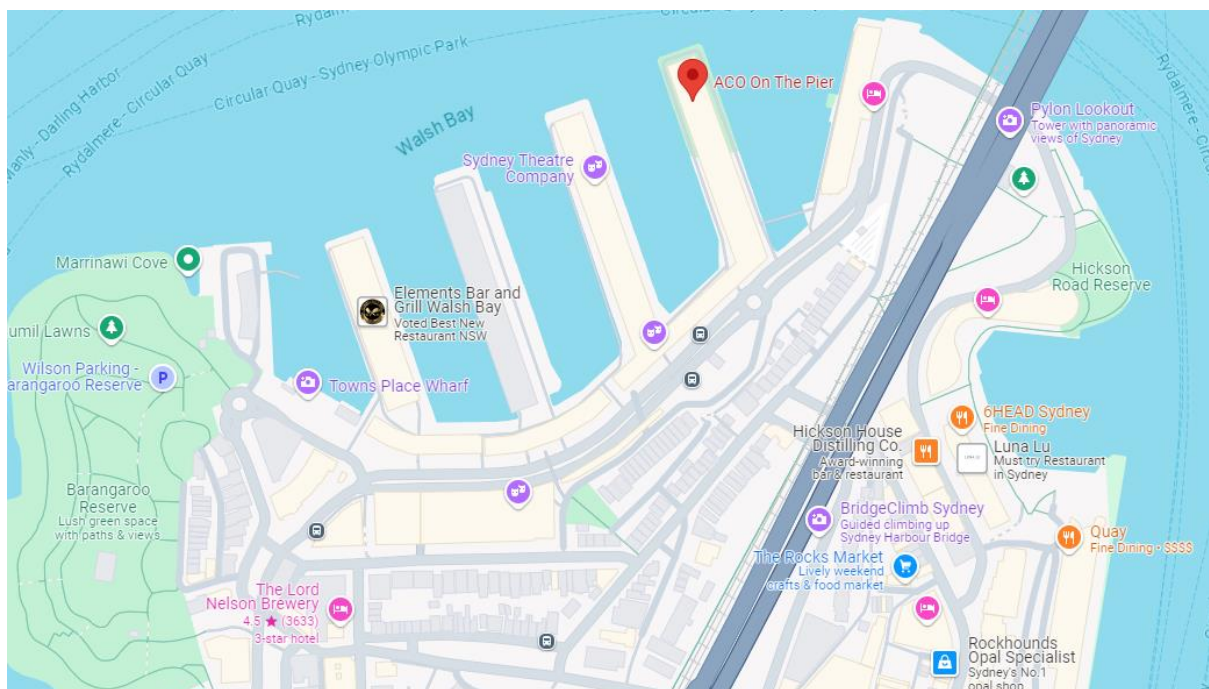 Rydalmere - Circular Quay
Circular Quay - Sydney Olympic Park
Manly - Darling Harbor
Walsh Bay
ACO On The Pier
Pylon Lookout
Tower with panoramic
views of Sydney
Sydney Theatre
Company
Marrinawi Cove
Elements Bar and
Grill Walsh Bay
Voted Best New
Restaurant NSW
Hickson
Road Reserve
umil Lawns
Wilson Parking -
arangaroo Reserve
P
Towns Place Wharf
6HEAD Sydney
Fine Dining
Hickson House
Distilling Co.
Award-winning
bar & restaurant
Luna Lu
Must try Restaurant
in Sydney
Barangaroo
Reserve
Lush green space
with paths & views
BridgeClimb Sydney
Guided climbing up
Sydney Harbour Bridge
Quay
Fine Dining • $$$$
The Rocks Market
Lively weekend
crafts & food market
The Lord
Nelson Brewery
4.5 ★ (3633)
3-star hotel
Rockhounds
Opal Specialist
Sydney's No.1
opal shop